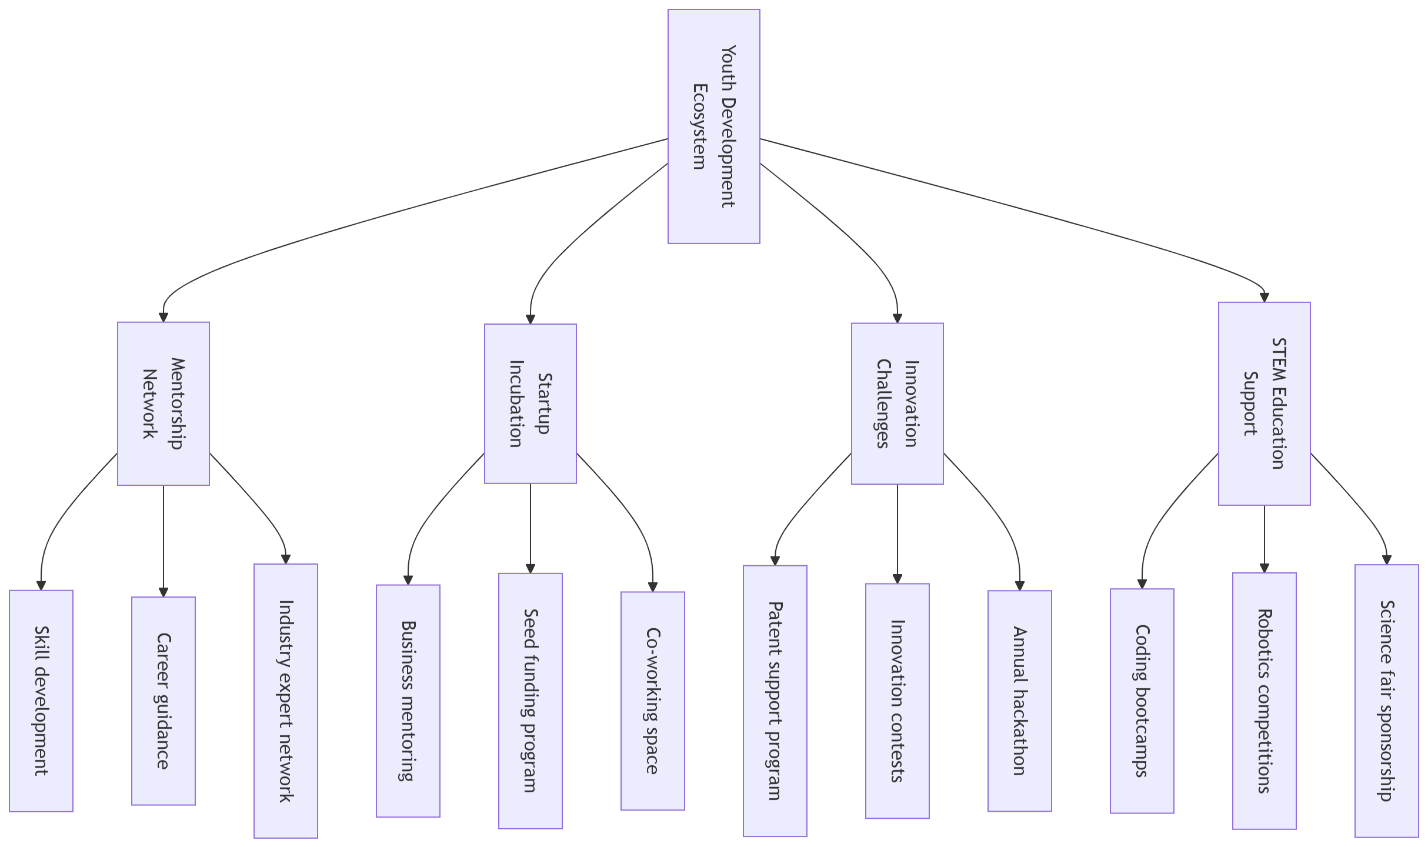 Youth Development
Ecosystem
STEM Education
Support
Innovation
Challenges
Startup
Incubation
Mentorship
Network
Science fair sponsorship
Robotics competitions
Coding bootcamps
Annual hackathon
Innovation contests
Patent support program
Co-working space
Seed funding program
Business mentoring
Industry expert network
Career guidance
Skill development